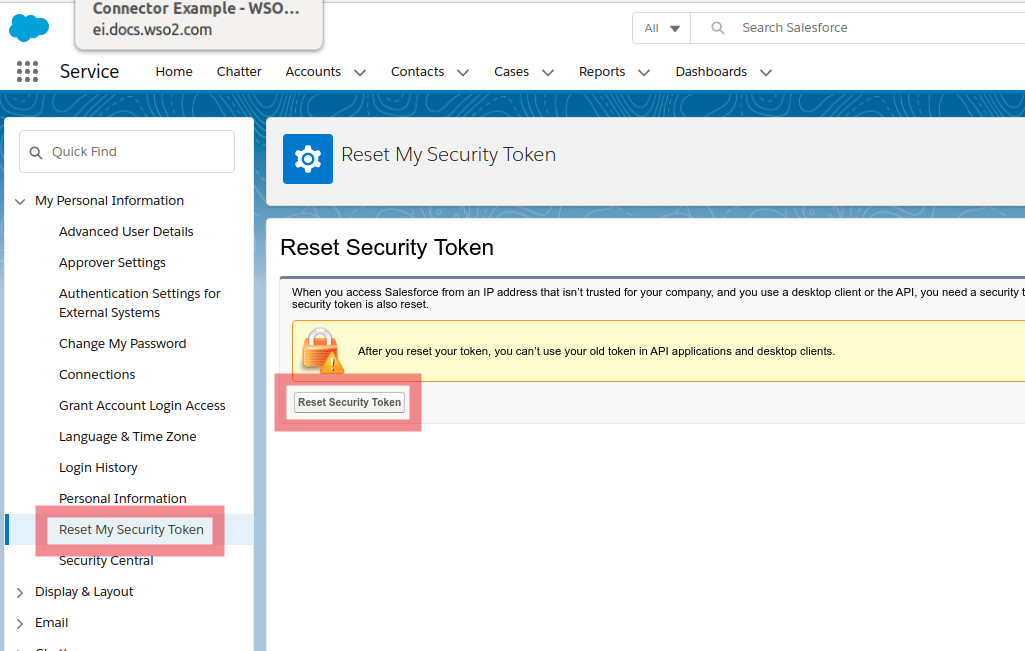 Connector Example - WSO...
ei.docs.wso2.com
All
Search Salesforce
Service
Home
Chatter
Accounts
Contacts
Cases
Reports
Dashboards
Quick Find
My Personal Information
Advanced User Details
Approver Settings
Authentication Settings for
External Systems
Change My Password
Connections
Grant Account Login Access
Language & Time Zone
Login History
Personal Information
Reset My Security Token
Security Central
Display & Layout
Email
Reset My Security Token
Reset Security Token
When you access Salesforce from an IP address that isn’t trusted for your company, and you use a desktop client or the API, you need a security
security token is also reset.
After you reset your token, you can’t use your old token in API applications and desktop clients.
Reset Security Token